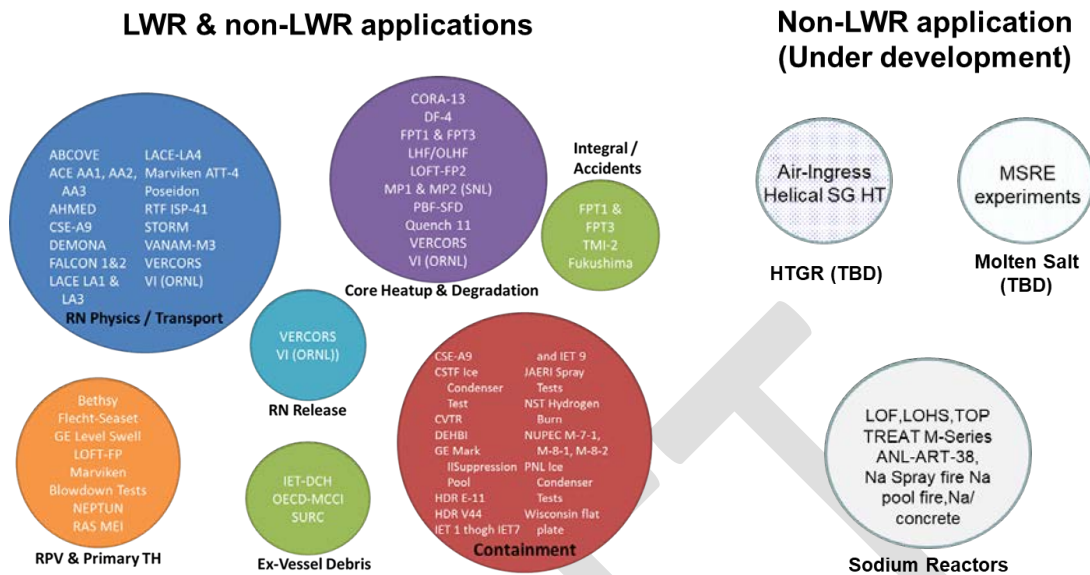 LWR & non-LWR applications
ABCOVE
ACE AA1, AA2,
AA3
AHMED
CSE-A9
DEMONA
FALCON 1&2
LACE LA1 &
LA3
LACE-LA4
Marviken ATT-4
Poseidon
RTF ISP-41
STORM
VANAM-M3
VERCORS
VI (ORNL)
RN Physics / Transport
CORA-13
DF-4
FPT1 & FPT3
LHF/OLHF
LOFT-FP2
MP1 & MP2 (SNL)
PBF-SFD
Quench 11
VERCORS
VI (ORNL)
Core Heatup & Degradation
Integral /
Accidents
FPT1 &
FPT3
TMI-2
Fukushima
VERCORS
VI (ORNL))
RN Release
Bethsy
Flecht-Seaset
GE Level Swell
LOFT-FP
Marviken
Blowdown Tests
NEPTUN
RAS MEI
RPV & Primary TH
IET-DCH
OECD-MCCI
SURC
Ex-Vessel Debris
CSE-A9
CSTF Ice
Condenser
Test
CVTR
DEHBI
GE Mark
IISuppression
Pool
HDR E-11
HDR V44
IET 1 thogh IET7
and IET 9
JAERI Spray
Tests
NST Hydrogen
Burn
NUPEC M-7-1,
M-8-1, M-8-2
PNL Ice
Condenser
Tests
Wisconsin flat
plate
Containment
Non-LWR application
(Under development)
Air-Ingress
Helical SG HT
HTGR (TBD)
MSRE
experiments
Molten Salt
(TBD)
LOF,LOHS,TOP
TREAT M-Series
ANL-ART-38,
Na Spray fire Na
pool fire,Na/
concrete
Sodium Reactors